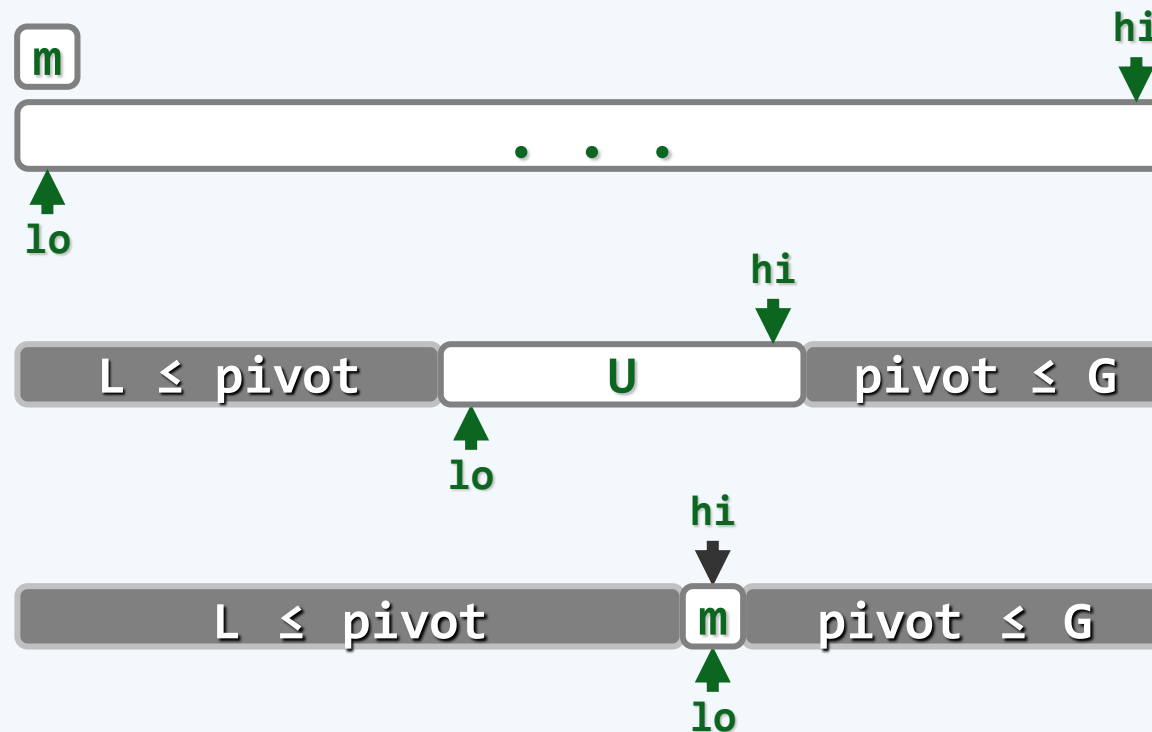 hi
m
. . .
lo
hi
L ≤ pivot U pivot ≤ G
lo
hi
L ≤ pivot m pivot ≤ G
lo